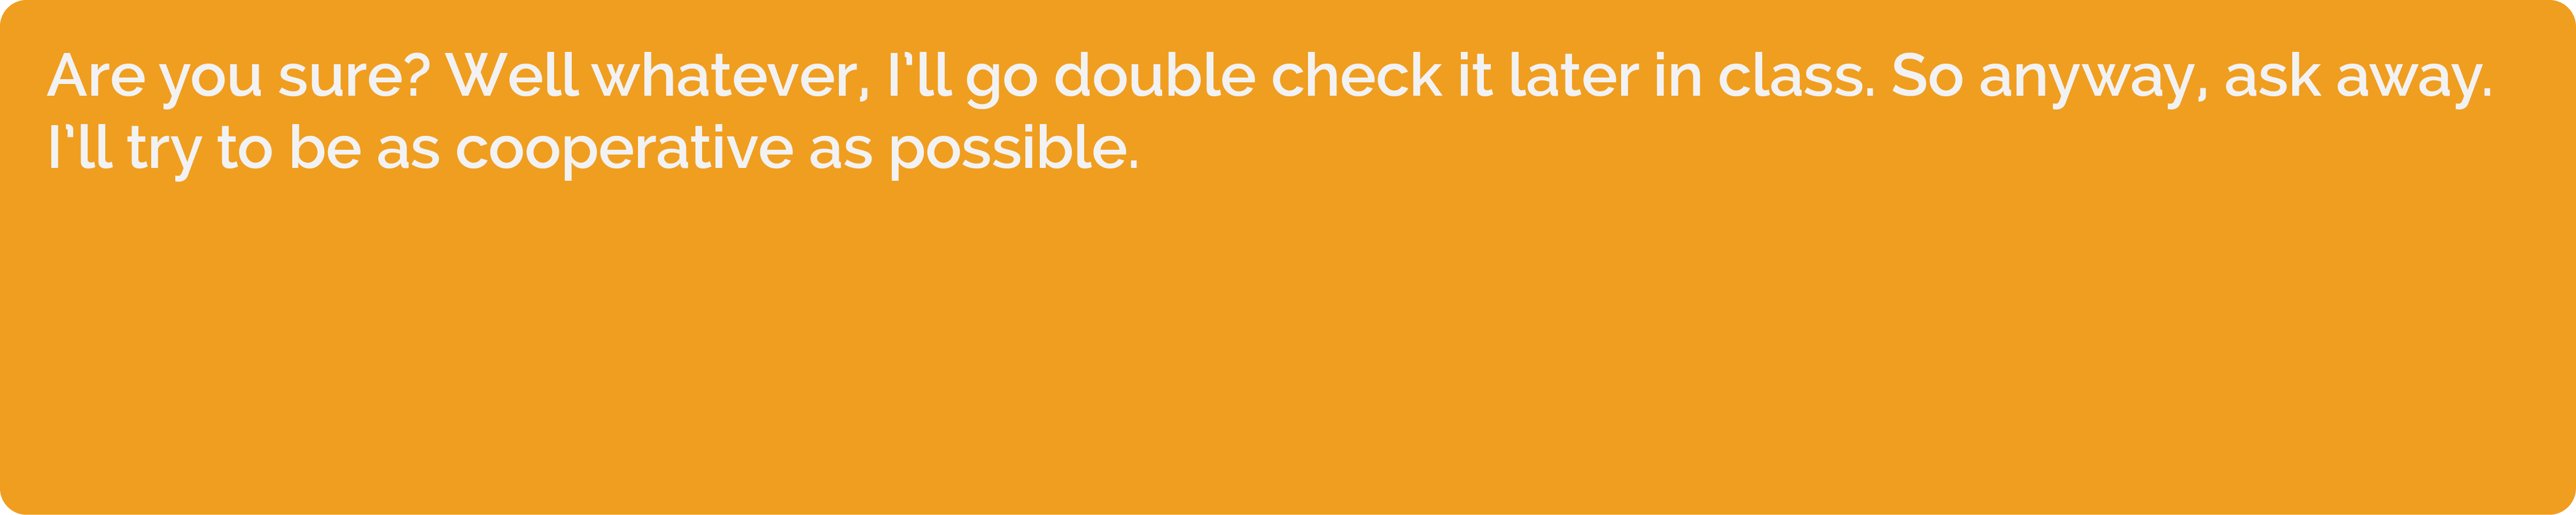 Are you sure? Well whatever, I'll go double check it later in class. So anyway, ask away.
I'll try to be as cooperative as possible.